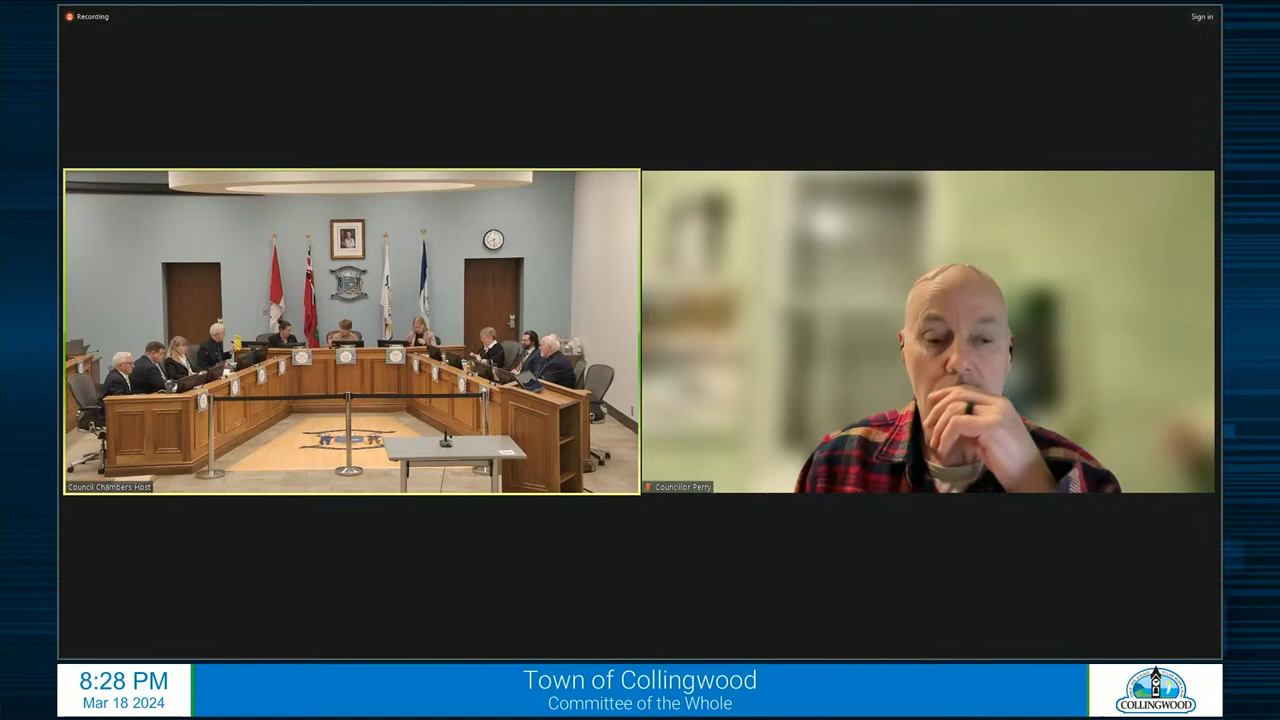 Recording
Sign in
Council Chambers Host
Councillor Perry
8:28 PM
Mar 18 2024
Town of Collingwood
Committee of the Whole
COLLINGWOOD